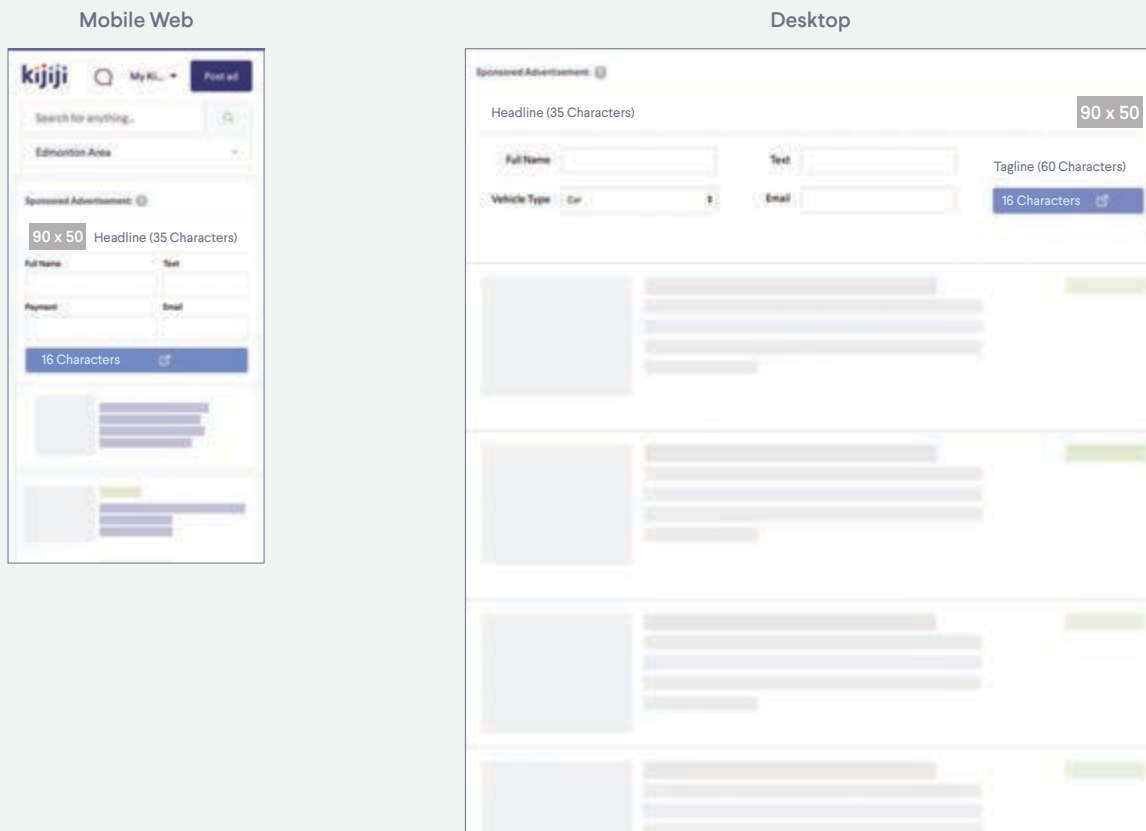 Mobile Web
kijiji
My Ki...
Post ad
Search for anything...
Edmonton Area
Sponsored Advertisement:
90 x 50 Headline (35 Characters)
Full Name Text
Payment Email
16 Characters
Desktop
Sponsored Advertisement:
Headline (35 Characters) 90 x 50
Full Name Text
Tagline (60 Characters)
Vehicle Type Car Email 16 Characters